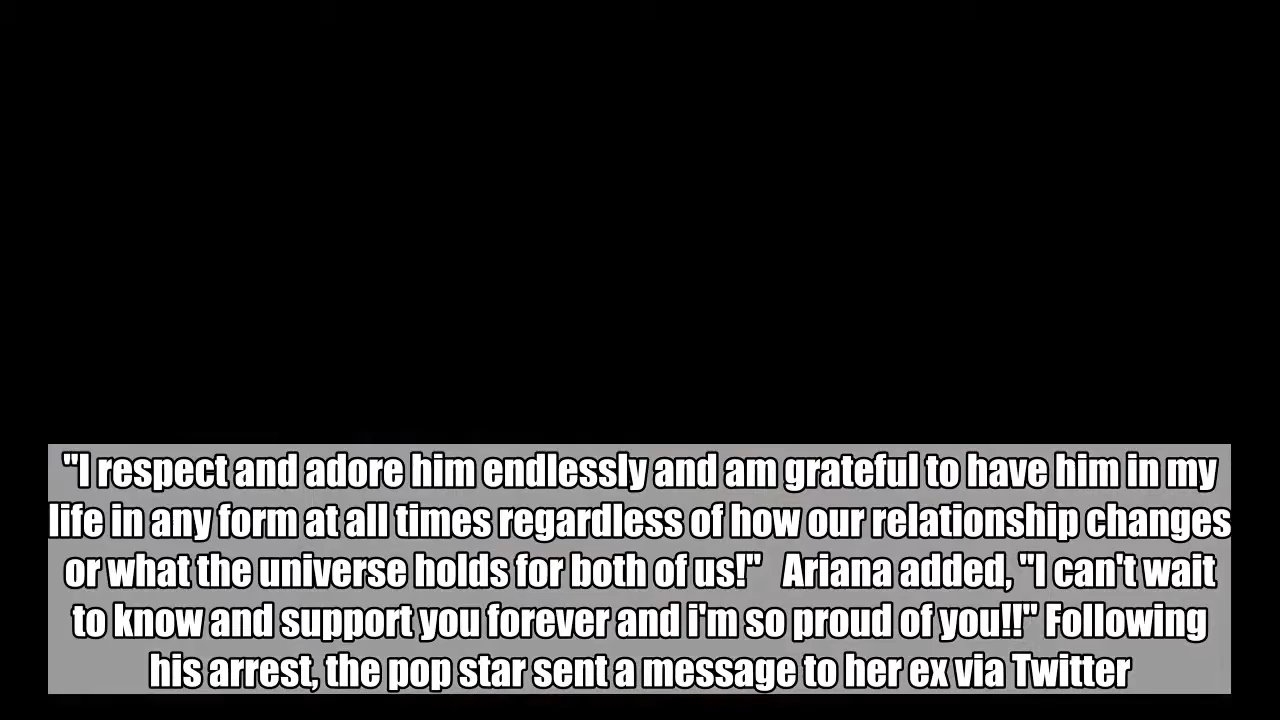 "I respect and adore him endlessly and am grateful to have him in my
life in any form at all times regardless of how our relationship changes
or what the universe holds for both of us!"   Ariana added, "I can't wait
to know and support you forever and i'm so proud of you!!" Following
his arrest, the pop star sent a message to her ex via Twitter